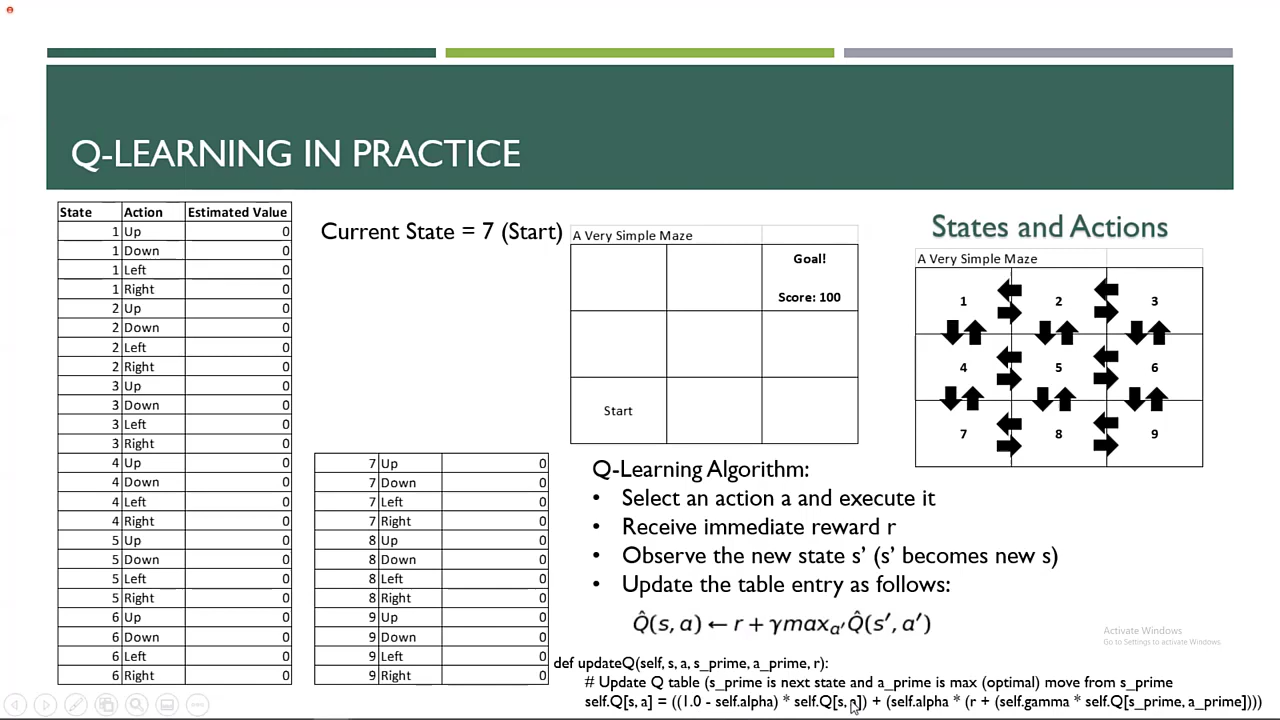 Q-LEARNING IN PRACTICE
State Action Estimated Value
1 Up 0
1 Down 0
1 Left 0
1 Right 0
2 Up 0
2 Down 0
2 Left 0
2 Right 0
3 Up 0
3 Down 0
3 Left 0
3 Right 0
4 Up 0
4 Down 0
4 Left 0
4 Right 0
5 Up 0
5 Down 0
5 Left 0
5 Right 0
6 Up 0
6 Down 0
6 Left 0
6 Right 0
Current State = 7 (Start)
7 Up 0
7 Down 0
7 Left 0
7 Right 0
8 Up 0
8 Down 0
8 Left 0
8 Right 0
9 Up 0
9 Down 0
9 Left 0
9 Right 0
A Very Simple Maze
Goal!
Score: 100
Start
States and Actions
A Very Simple Maze
1 2 3
4 5 6
7 8 9
Q-Learning Algorithm:
• Select an action a and execute it
• Receive immediate reward r
• Observe the new state s' (s' becomes new s)
• Update the table entry as follows:
Q̂(s, a) ← r + γmaxₐ′Q̂(s′, a′)
def updateQ(self, s, a, s_prime, a_prime, r):
# Update Q table (s_prime is next state and a_prime is max (optimal) move from s_prime
self.Q[s, a] = ((1.0 - self.alpha) * self.Q[s, a]) + (self.alpha * (r + (self.gamma * self.Q[s_prime, a_prime])))
Activate Windows
Go to Settings to activate Windows.